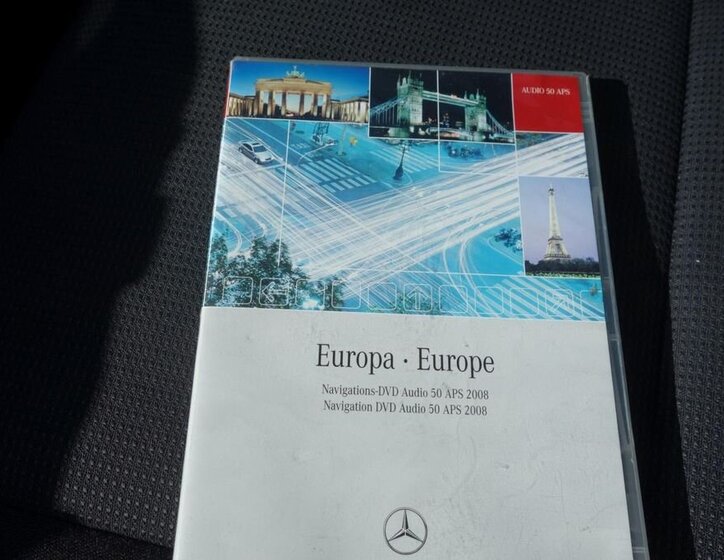 AUDIO 50 APS
Europa · Europe
Navigations-DVD Audio 50 APS 2008
Navigation DVD Audio 50 APS 2008